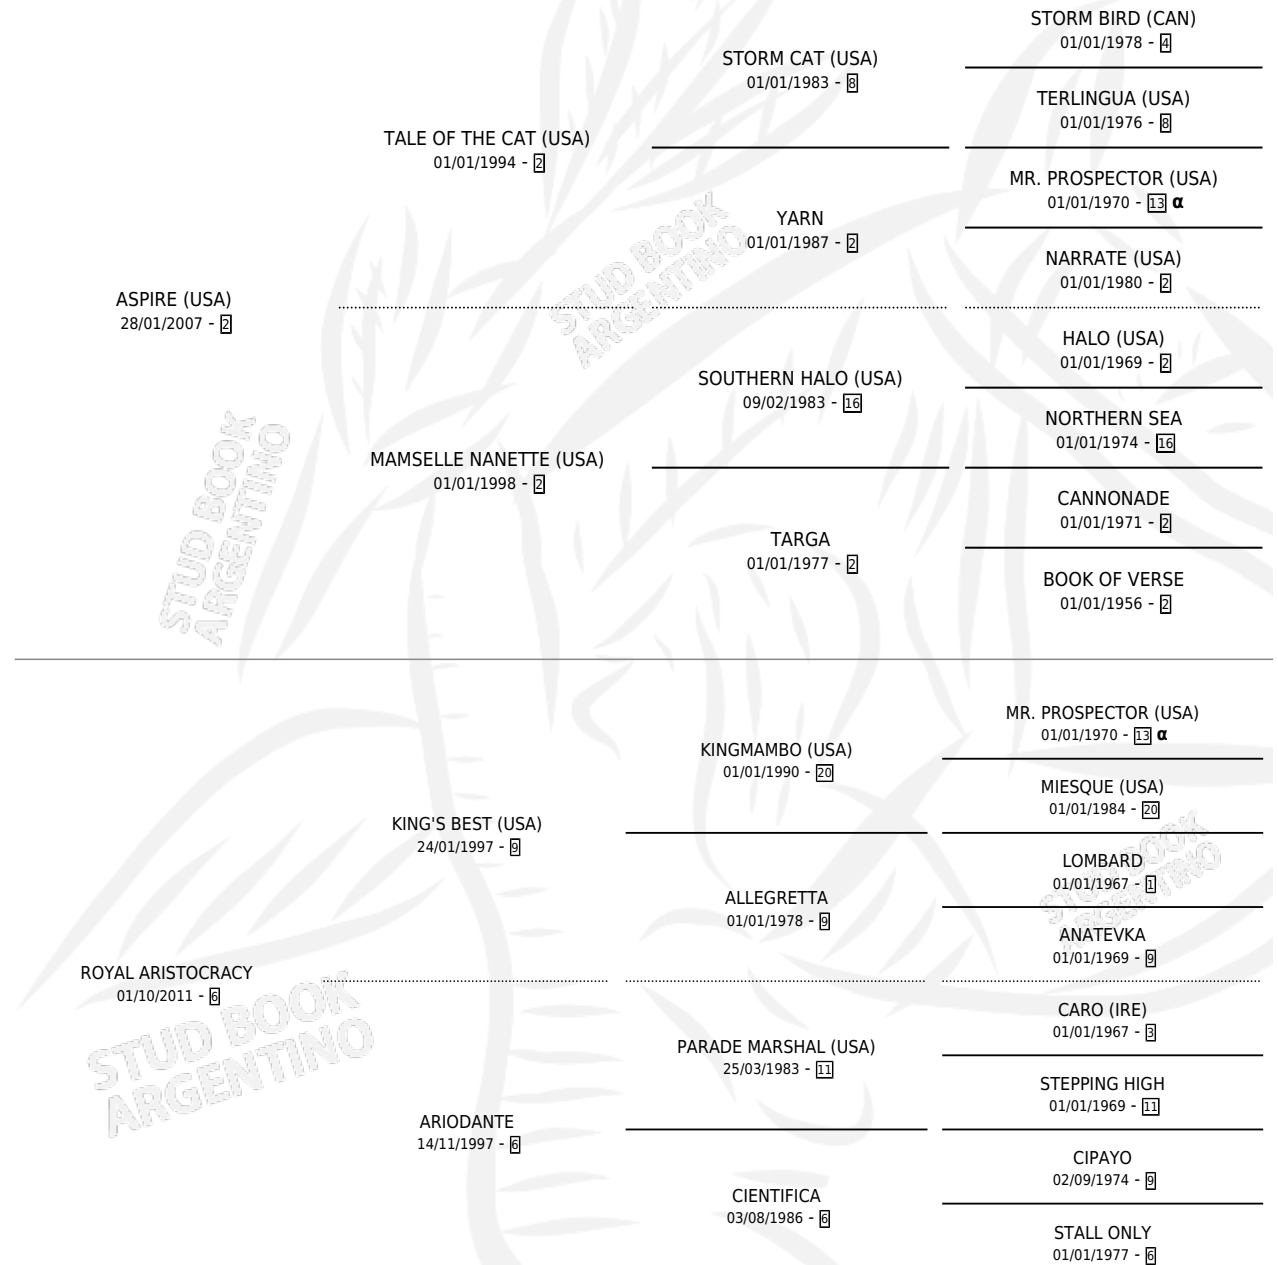 STORM BIRD (CAN)
01/01/1978 - 4
STORM CAT (USA)
01/01/1983 - 8
TERLINGUA (USA)
01/01/1976 - 8
TALE OF THE CAT (USA)
01/01/1994 - 2
MR. PROSPECTOR (USA)
01/01/1970 - 13 α
YARN
01/01/1987 - 2
NARRATE (USA)
01/01/1980 - 2
ASPIRE (USA)
28/01/2007 - 2
HALO (USA)
01/01/1969 - 2
SOUTHERN HALO (USA)
09/02/1983 - 16
NORTHERN SEA
01/01/1974 - 16
MAMSELLE NANETTE (USA)
01/01/1998 - 2
CANNONADE
01/01/1971 - 2
TARGA
01/01/1977 - 2
BOOK OF VERSE
01/01/1956 - 2
STUD BOOK
ARGENTINO
STUD BOOK
ARGENTINO
MR. PROSPECTOR (USA)
01/01/1970 - 13 α
KINGMAMBO (USA)
01/01/1990 - 20
MIESQUE (USA)
01/01/1984 - 20
KING'S BEST (USA)
24/01/1997 - 9
LOMBARD
01/01/1967 - 1
ALLEGRETTA
01/01/1978 - 9
ANATEVKA
01/01/1969 - 9
ROYAL ARISTOCRACY
01/10/2011 - 6
CARO (IRE)
01/01/1967 - 3
PARADE MARSHAL (USA)
25/03/1983 - 11
STEPPING HIGH
01/01/1969 - 11
ARIODANTE
14/11/1997 - 6
CIPAYO
02/09/1974 - 9
CIENTIFICA
03/08/1986 - 6
STALL ONLY
01/01/1977 - 6
STUD BOOK
ARGENTINO
STUD BOOK
ARGENTINO